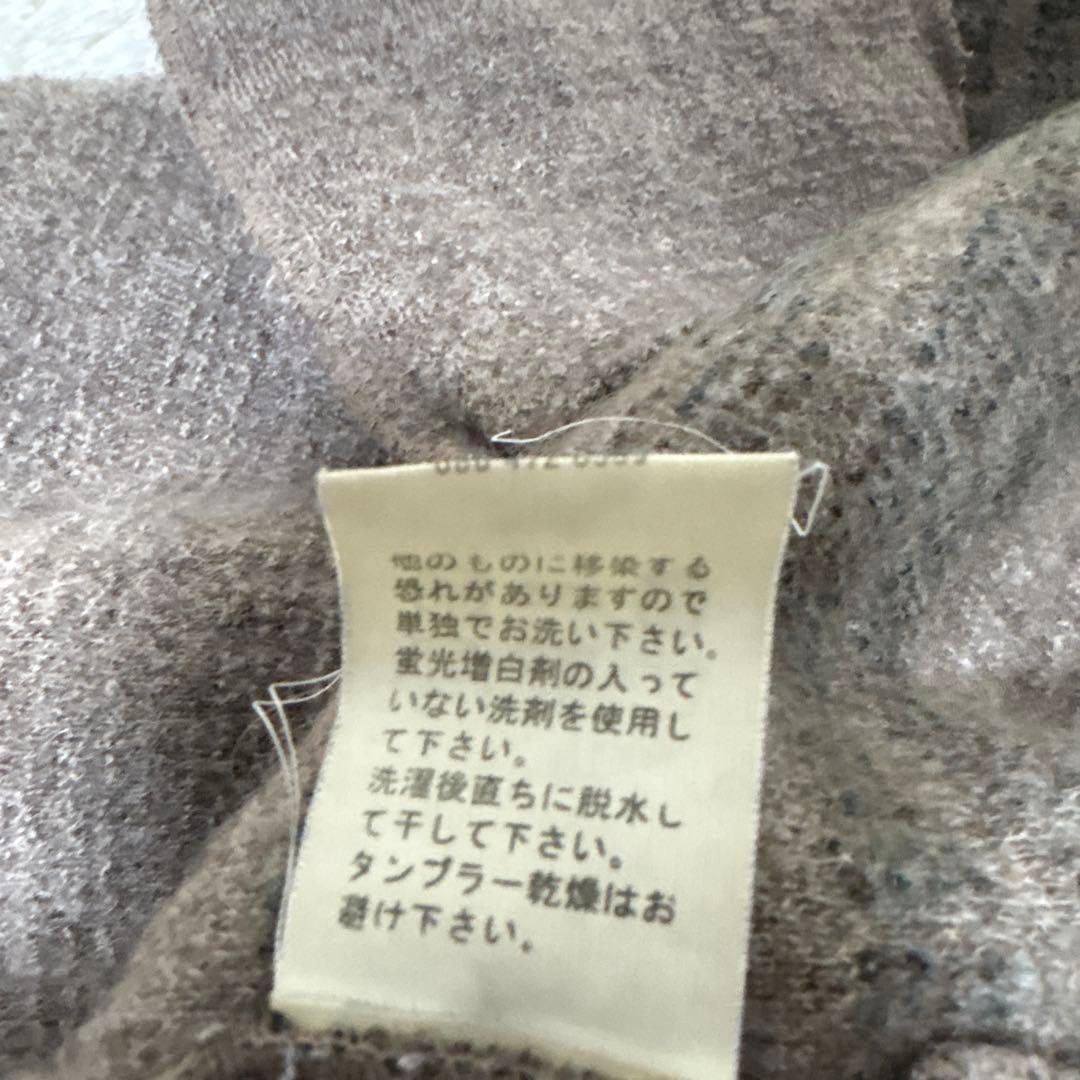 他のものに移染する
恐れがありますので
単独でお洗い下さい。
蛍光増白剤の入って
いない洗剤を使用し
て下さい。
洗濯後直ちに脱水し
て干して下さい。
タンブラー乾燥はお
避け下さい。